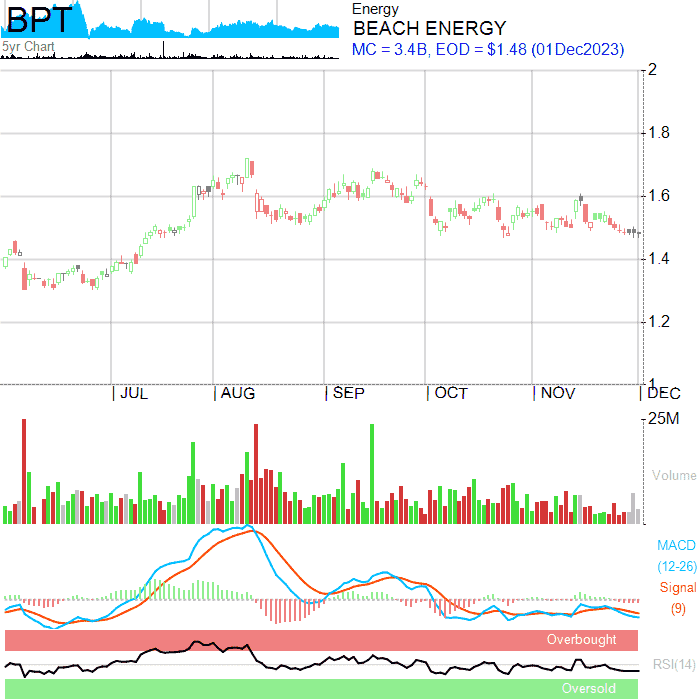 BPT
Energy
BEACH ENERGY
5yr Chart
MC = 3.4B, EOD = $1.48 (01Dec2023)
2
1.8
1.6
1.4
1.2
1
JUL AUG SEP OCT NOV DEC
25M
Volume
MACD
(12-26)
Signal
(9)
Overbought
RSI(14)
Oversold